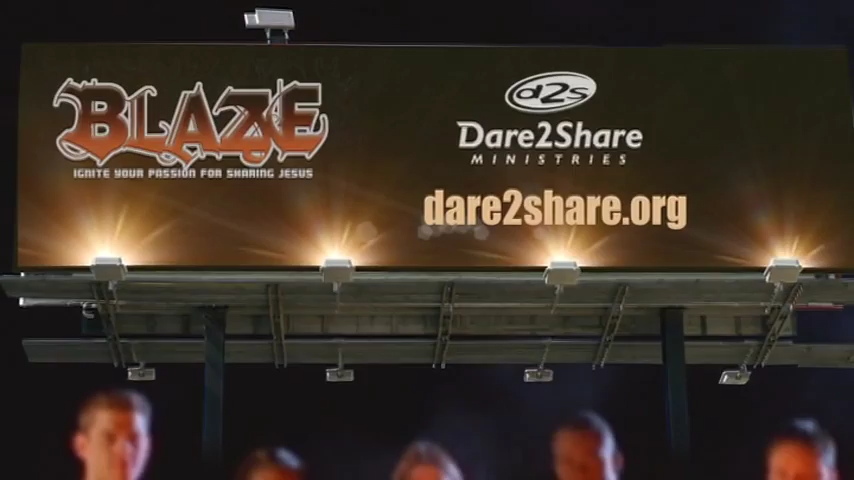 BLAZE
IGNITE YOUR PASSION FOR SHARING JESUS
d2s
Dare2Share
MINISTRIES
dare2share.org